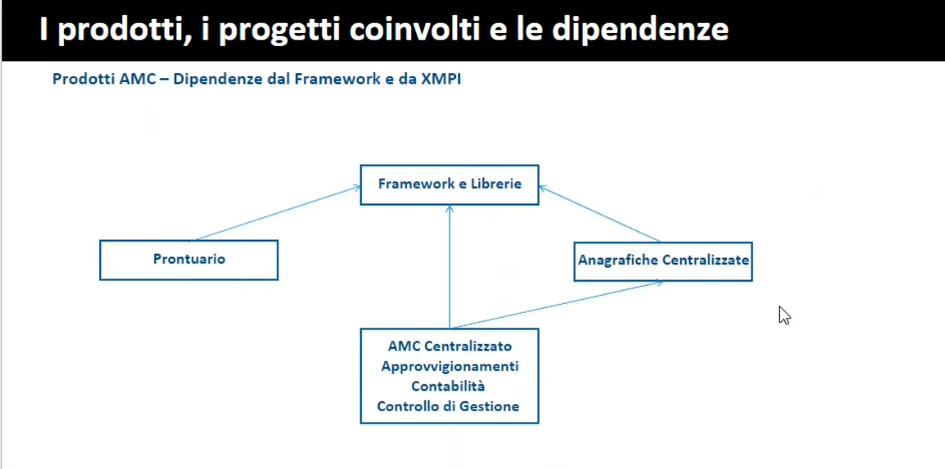 I prodotti, i progetti coinvolti e le dipendenze
Prodotti AMC – Dipendenze dal Framework e da XMPI
Framework e Librerie
Prontuario
Anagrafiche Centralizzate
AMC Centralizzato
Approvvigionamenti
Contabilità
Controllo di Gestione